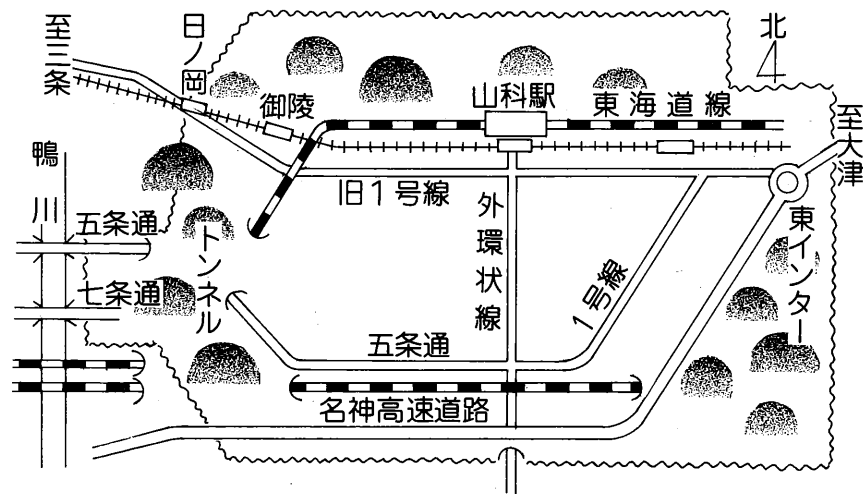 至三条
日ノ岡
御陵
山科駅
東海道線
北
至大津
鴨川
五条通
七条通
トンネル
旧1号線
外環状線
1号線
東インター
五条通
名神高速道路